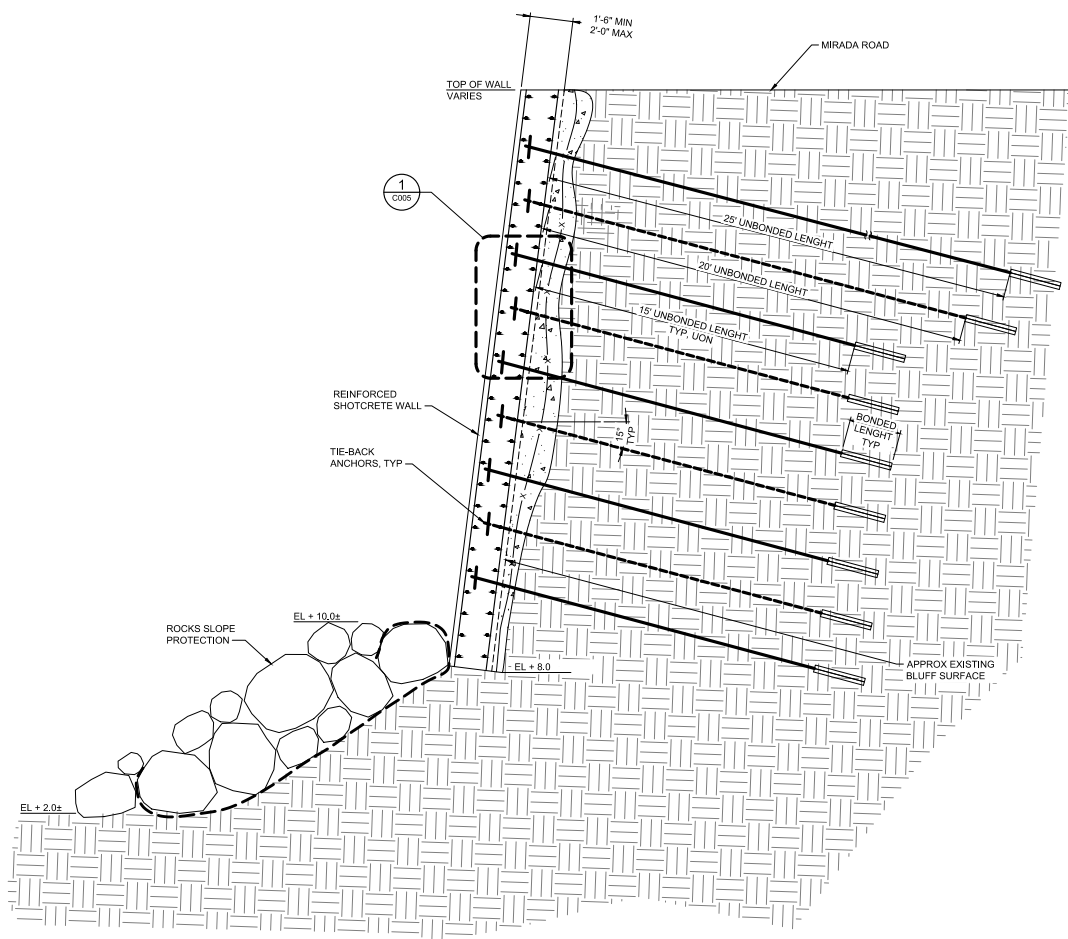 1'-6" MIN
2'-0" MAX
MIRADA ROAD
TOP OF WALL
VARIES
1
C005
25' UNBONDED LENGHT
20' UNBONDED LENGHT
15' UNBONDED LENGHT
TYP, UON
REINFORCED
SHOTCRETE WALL
BONDED
LENGHT
TYP
15°
TYP
TIE-BACK
ANCHORS, TYP
EL + 10.0±
ROCKS SLOPE
PROTECTION
EL + 8.0
APPROX EXISTING
BLUFF SURFACE
EL + 2.0±